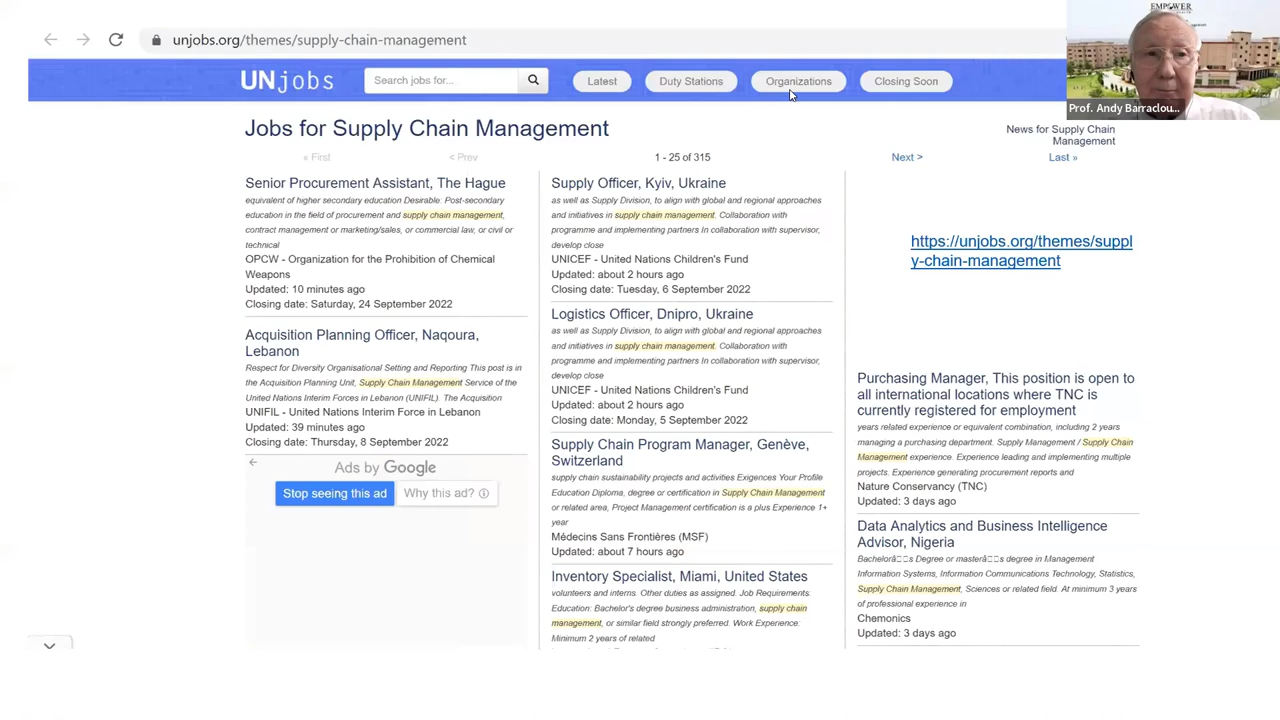 unjobs.org/themes/supply-chain-management
UNjobs
Search jobs for...
Latest
Duty Stations
Organizations
Closing Soon
EMPOWER
Prof. Andy Barraclou...
Jobs for Supply Chain Management
News for Supply Chain
Management
« First
< Prev
1 - 25 of 315
Next >
Last »
Senior Procurement Assistant, The Hague
equivalent of higher secondary education Desirable: Post-secondary
education in the field of procurement and supply chain management,
contract management or marketing/sales, or commercial law, or civil or
technical
OPCW - Organization for the Prohibition of Chemical
Weapons
Updated: 10 minutes ago
Closing date: Saturday, 24 September 2022
Acquisition Planning Officer, Naqoura,
Lebanon
Respect for Diversity Organisational Setting and Reporting This post is in
the Acquisition Planning Unit, Supply Chain Management Service of the
United Nations Interim Forces in Lebanon (UNIFIL). The Acquisition
UNIFIL - United Nations Interim Force in Lebanon
Updated: 39 minutes ago
Closing date: Thursday, 8 September 2022
Ads by Google
Stop seeing this ad
Why this ad?
Supply Officer, Kyiv, Ukraine
as well as Supply Division, to align with global and regional approaches
and initiatives in supply chain management. Collaboration with
programme and implementing partners In collaboration with supervisor,
develop close
UNICEF - United Nations Children's Fund
Updated: about 2 hours ago
Closing date: Tuesday, 6 September 2022
Logistics Officer, Dnipro, Ukraine
as well as Supply Division, to align with global and regional approaches
and initiatives in supply chain management. Collaboration with
programme and implementing partners In collaboration with supervisor,
develop close
UNICEF - United Nations Children's Fund
Updated: about 2 hours ago
Closing date: Monday, 5 September 2022
Supply Chain Program Manager, Genève,
Switzerland
supply chain sustainability projects and activities Exigences Your Profile
Education Diploma, degree or certification in Supply Chain Management
or related area, Project Management certification is a plus Experience 1+
year
Médecins Sans Frontières (MSF)
Updated: about 7 hours ago
Inventory Specialist, Miami, United States
volunteers and interns. Other duties as assigned. Job Requirements:
Education: Bachelor's degree business administration, supply chain
management, or similar field strongly preferred. Work Experience:
Minimum 2 years of related
https://unjobs.org/themes/suppl
y-chain-management
Purchasing Manager, This position is open to
all international locations where TNC is
currently registered for employment
years related experience or equivalent combination, including 2 years
managing a purchasing department. Supply Management / Supply Chain
Management experience. Experience leading and implementing multiple
projects. Experience generating procurement reports and
Nature Conservancy (TNC)
Updated: 3 days ago
Data Analytics and Business Intelligence
Advisor, Nigeria
Bachelorâ▯▯s Degree or masterâ▯▯s degree in Management
Information Systems, Information Communications Technology, Statistics,
Supply Chain Management, Sciences or related field. At minimum 3 years
of professional experience in
Chemonics
Updated: 3 days ago